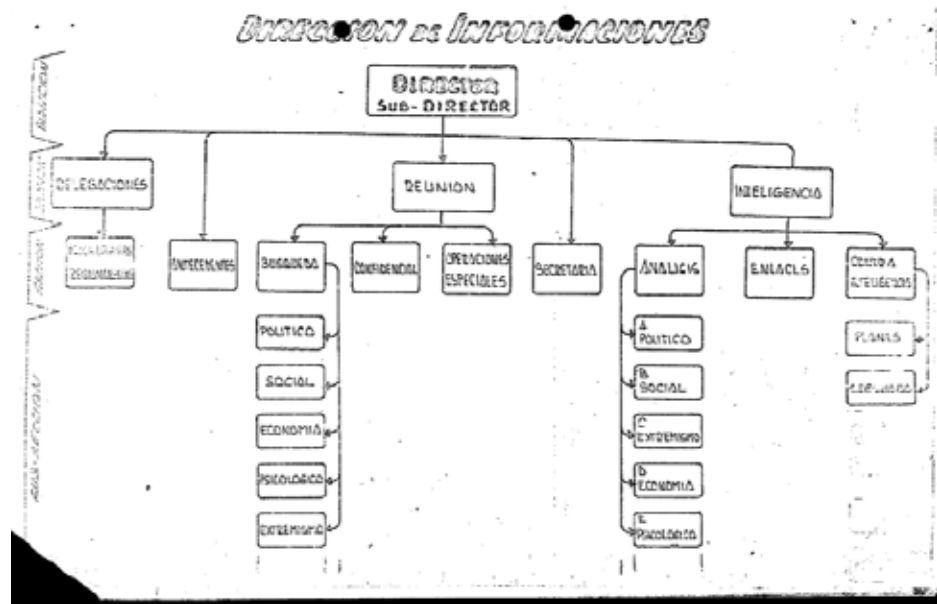 DIRECCION DE INFORMACIONES
DIRECTOR
SUB-DIRECTOR
DELEGACIONES
REUNION
INTELIGENCIA
ANTECEDENTES
BUSQUEDA
CONFIDENCIAL
OPERACIONES
ESPECIALES
SECRETARIA
ANALISIS
ENLACES
POLITICO
SOCIAL
ECONOMIA
PSICOLOGICO
EXTREMISMO
A
POLITICO
B
SOCIAL
C
EXTREMISMO
D
ECONOMIA
E
PSICOLOGICO
PLANES